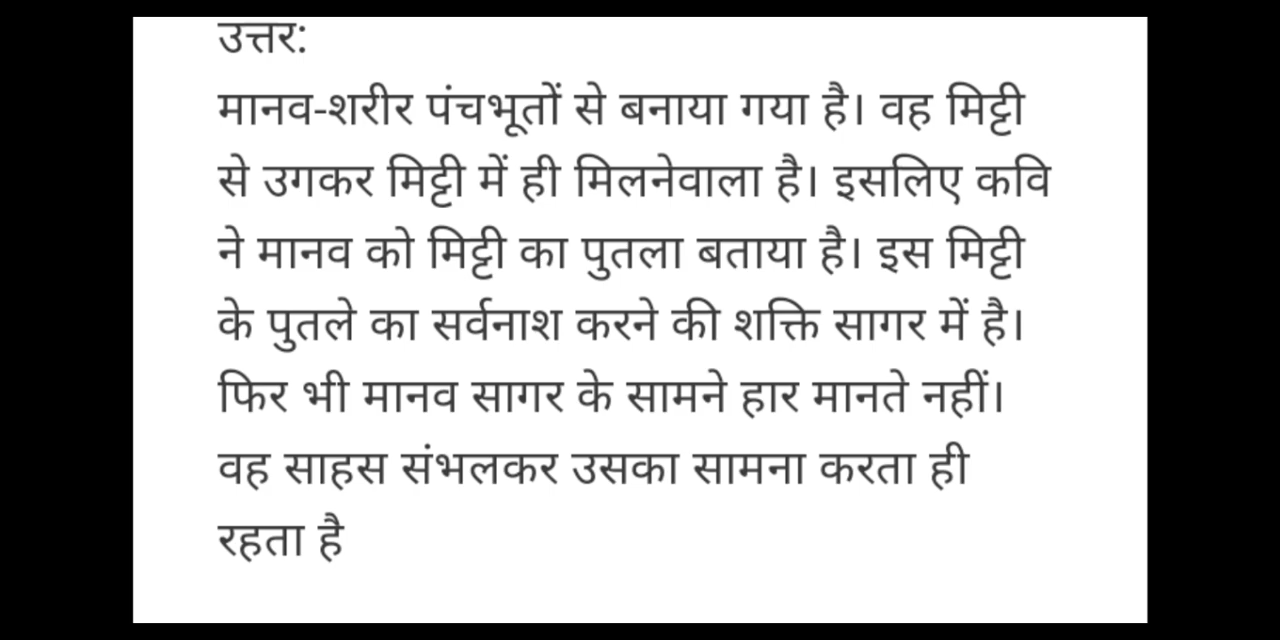 उत्तर:
मानव-शरीर पंचभूतों से बनाया गया है। वह मिट्टी
से उगकर मिट्टी में ही मिलनेवाला है। इसलिए कवि
ने मानव को मिट्टी का पुतला बताया है। इस मिट्टी
के पुतले का सर्वनाश करने की शक्ति सागर में है।
फिर भी मानव सागर के सामने हार मानते नहीं।
वह साहस संभलकर उसका सामना करता ही
रहता है